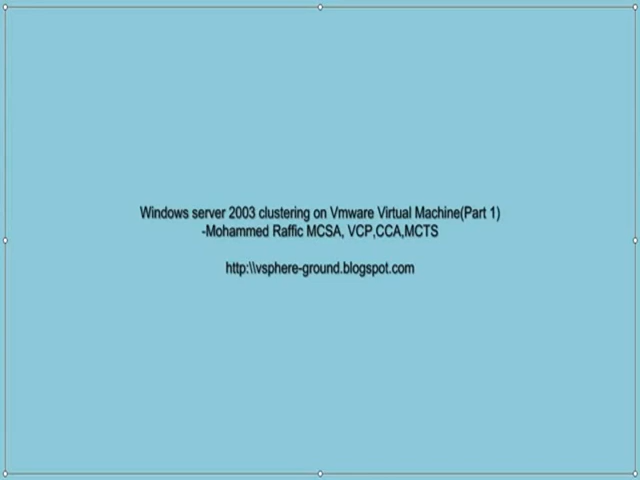 Windows server 2003 clustering on Vmware Virtual Machine(Part 1)
-Mohammed Raffic MCSA, VCP,CCA,MCTS
http:\\vsphere-ground.blogspot.com